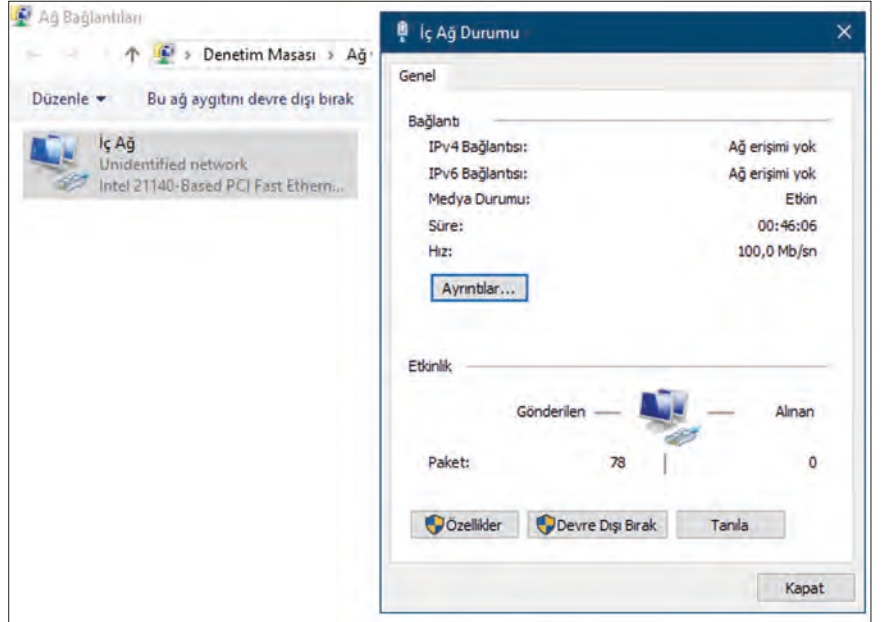 Ağ Bağlantıları
Denetim Masası › Ağ
Düzenle
Bu ağ aygıtını devre dışı bırak
İç Ağ
Unidentified network
Intel 21140-Based PCI Fast Ethern...
İç Ağ Durumu
Genel
Bağlantı
IPv4 Bağlantısı: Ağ erişimi yok
IPv6 Bağlantısı: Ağ erişimi yok
Medya Durumu: Etkin
Süre: 00:46:06
Hız: 100,0 Mb/sn
Ayrıntılar...
Etkinlik
Gönderilen — — Alınan
Paket: 78 | 0
Özellikler Devre Dışı Bırak Tanıla
Kapat